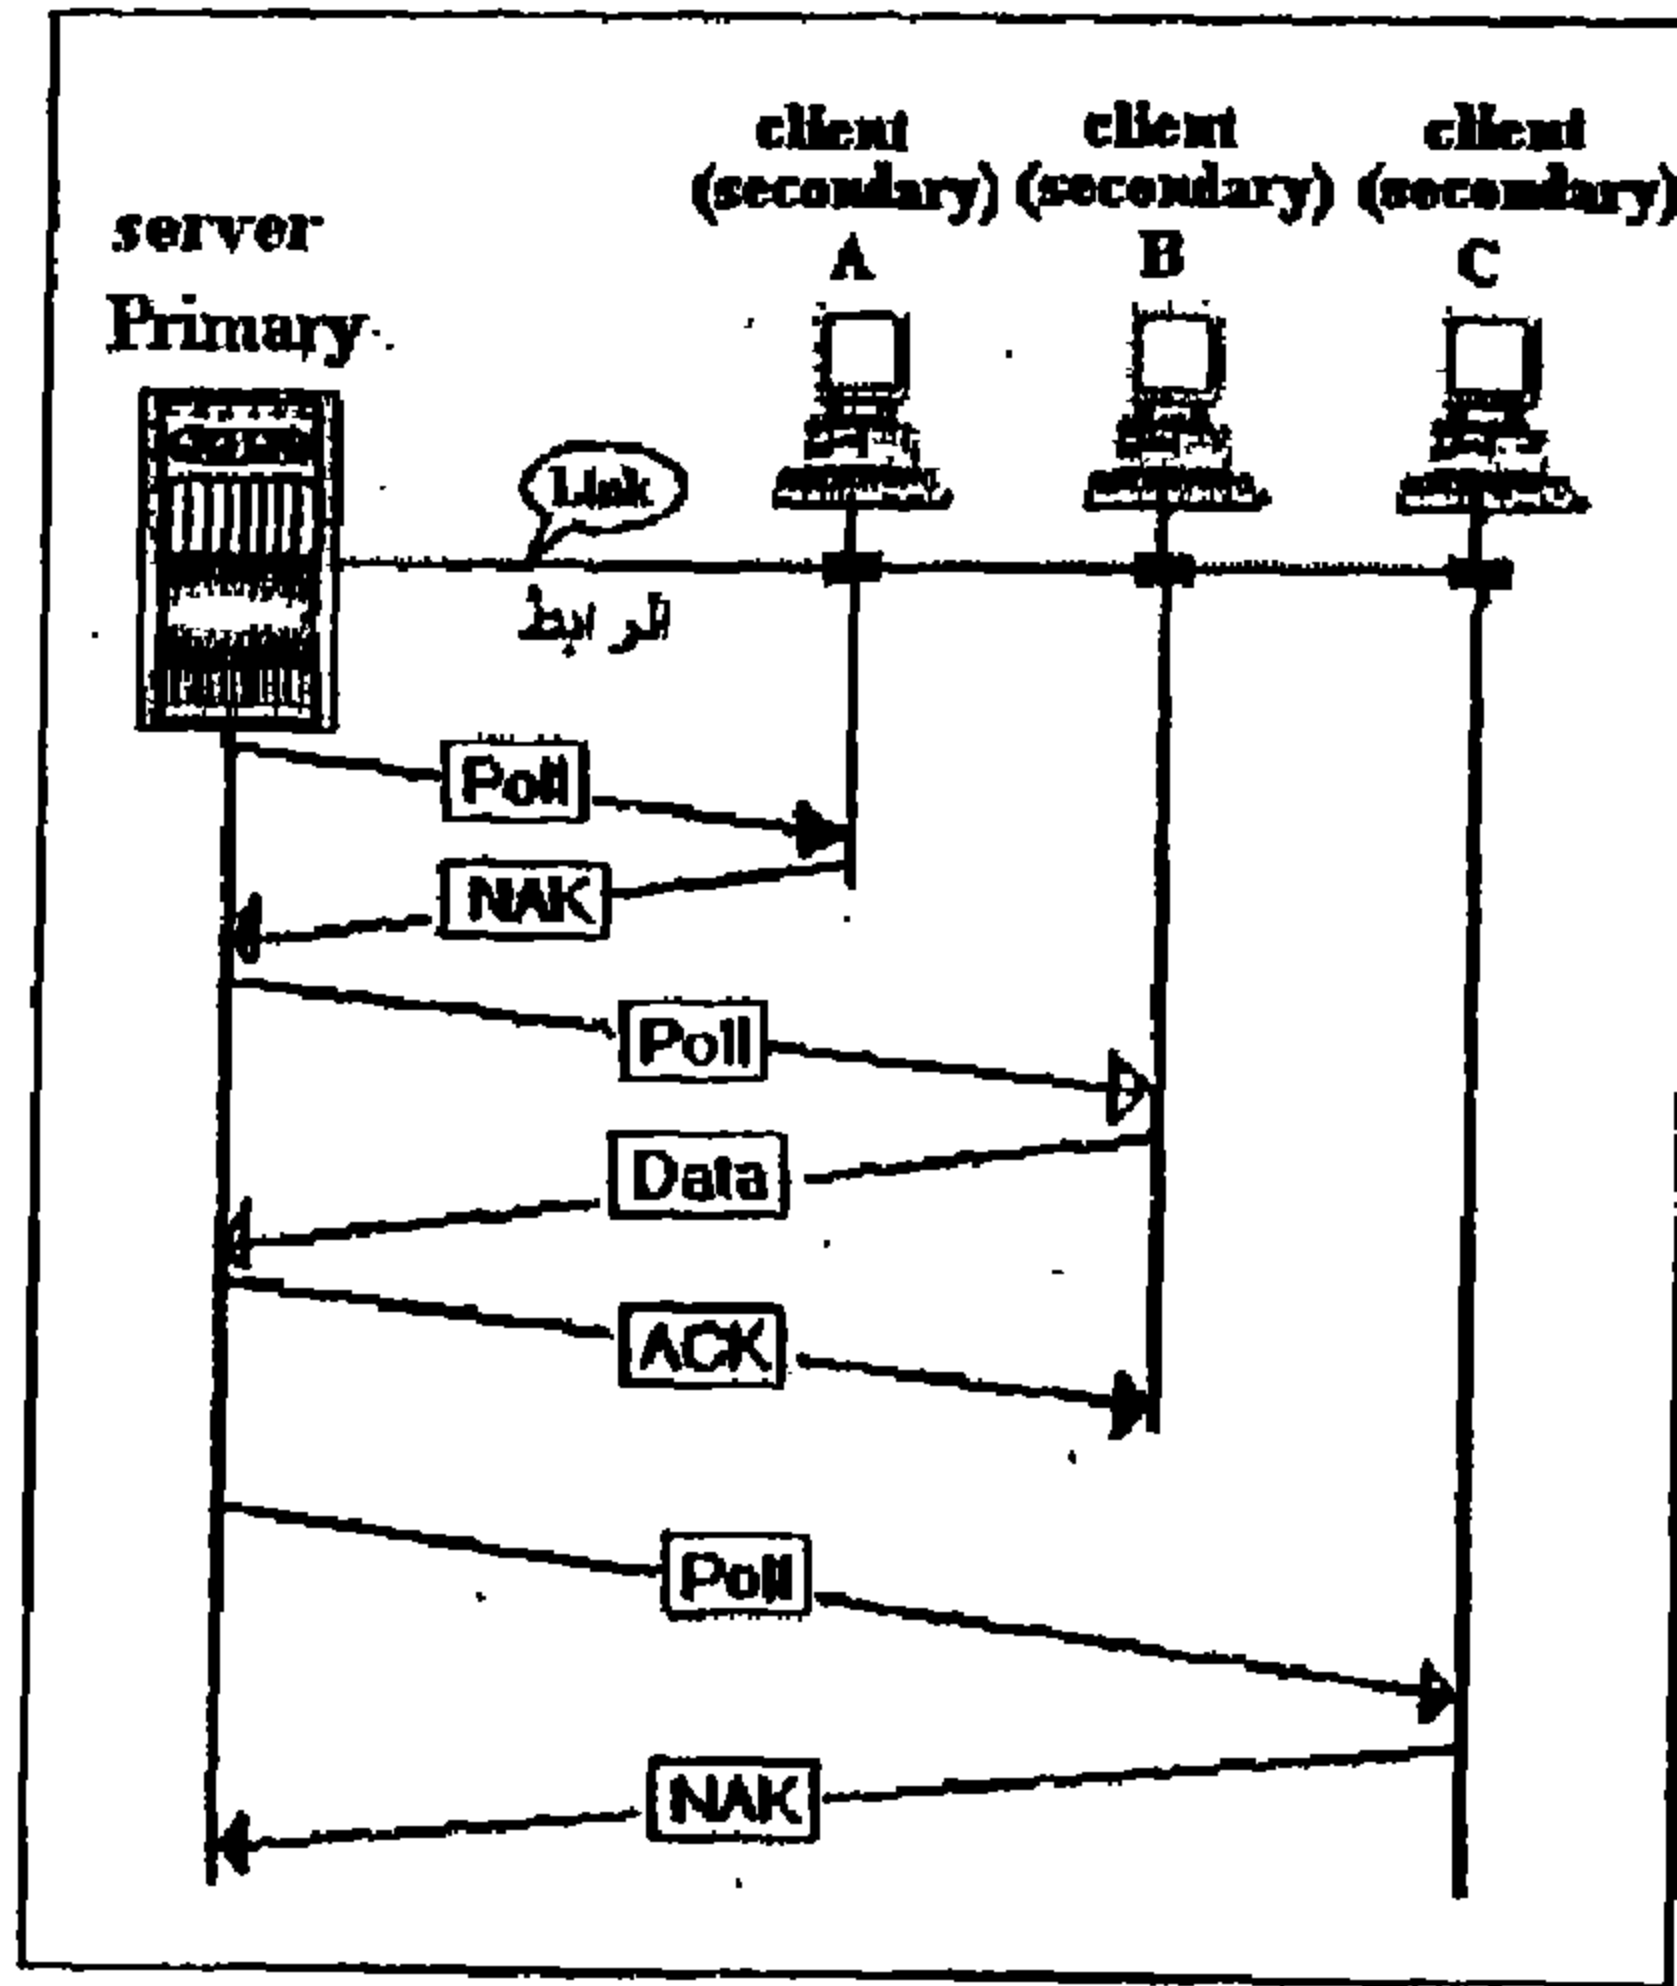 client client client
(secondary) (secondary) (secondary)
server
A B C
Primary
Link
الرابط
Poll
NAK
Poll
Data
ACK
Poll
NAK